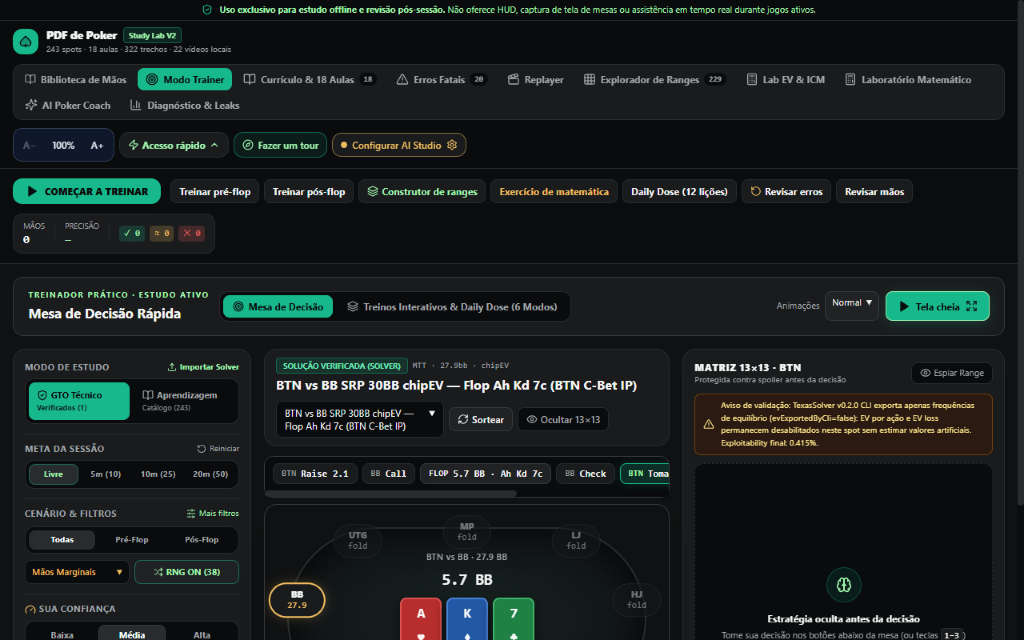 Uso exclusivo para estudo offline e revisão pós-sessão. Não oferece HUD, captura de tela de mesas ou assistência em tempo real durante jogos ativos.
PDF de Poker Study Lab V2
243 spots · 18 aulas · 322 trechos · 22 vídeos locais
Biblioteca de Mãos Modo Trainer Currículo & 18 Aulas 18 Erros Fatais 20 Replayer Explorador de Ranges 229 Lab EV & ICM Laboratório Matemático
AI Poker Coach Diagnóstico & Leaks
A− 100% A+ Acesso rápido Fazer um tour Configurar AI Studio
COMEÇAR A TREINAR Treinar pré-flop Treinar pós-flop Construtor de ranges Exercício de matemática Daily Dose (12 lições) Revisar erros Revisar mãos
MÃOS PRECISÃO
0 — ✓ 0 ≈ 0 ✕ 0
TREINADOR PRÁTICO · ESTUDO ATIVO
Mesa de Decisão Rápida
Mesa de Decisão Treinos Interativos & Daily Dose (6 Modos)
Animações Normal Tela cheia
MODO DE ESTUDO Importar Solver
GTO Técnico
Verificados (1)
Aprendizagem
Catálogo (243)
META DA SESSÃO Reiniciar
Livre 5m (10) 10m (25) 20m (50)
CENÁRIO & FILTROS Mais filtros
Todas Pré-Flop Pós-Flop
Mãos Marginais RNG ON (38)
SUA CONFIANÇA
Baixa Média Alta
SOLUÇÃO VERIFICADA (SOLVER) MTT · 27.9bb · chipEV
BTN vs BB SRP 30BB chipEV — Flop Ah Kd 7c (BTN C-Bet IP)
BTN vs BB SRP 30BB chipEV —
Flop Ah Kd 7c (BTN C-Bet IP)
Sortear Ocultar 13×13
BTN Raise 2.1 BB Call FLOP 5.7 BB · Ah Kd 7c BB Check BTN Toma
UTG
fold
MP
fold
LJ
fold
BTN vs BB · 27.9 BB
5.7 BB
BB
27.9
HJ
fold
A K 7
MATRIZ 13×13 · BTN
Protegida contra spoiler antes da decisão
Espiar Range
Aviso de validação: TexasSolver v0.2.0 CLI exporta apenas frequências
de equilíbrio (evExportedByCli=false); EV por ação e EV loss
permanecem desabilitados neste spot sem estimar valores artificiais.
Exploitability final: 0.415%.
Estratégia oculta antes da decisão
Tome sua decisão nos botões abaixo da mesa (ou teclas 1–3)